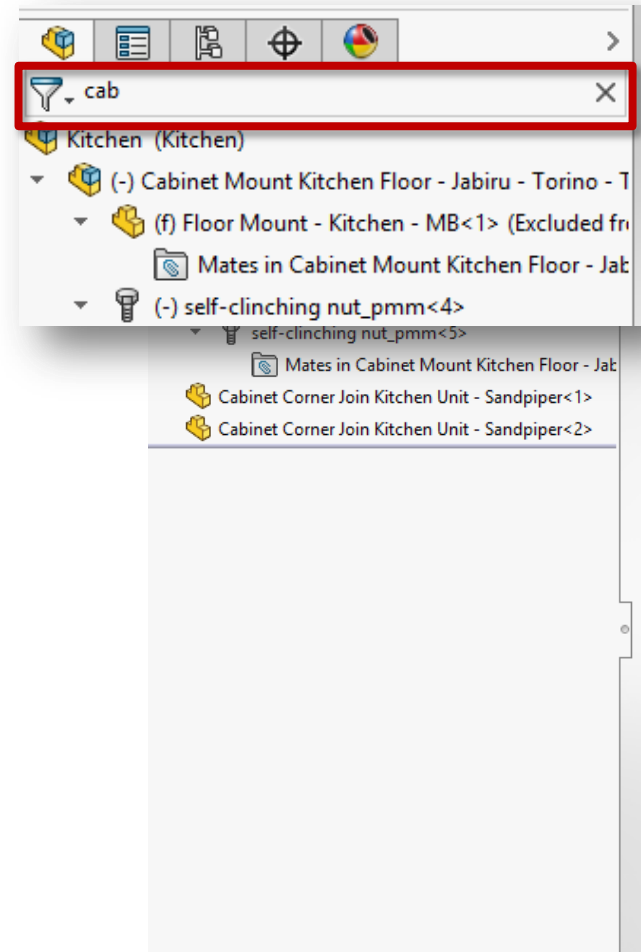 cab
Kitchen (Kitchen)
(-) Cabinet Mount Kitchen Floor - Jabiru - Torino - T
(f) Floor Mount - Kitchen - MB<1> (Excluded fr
Mates in Cabinet Mount Kitchen Floor - Jab
(-) self-clinching nut_pmm<4>
self-clinching nut_pmm<5>
Mates in Cabinet Mount Kitchen Floor - Jab
Cabinet Corner Join Kitchen Unit - Sandpiper<1>
Cabinet Corner Join Kitchen Unit - Sandpiper<2>